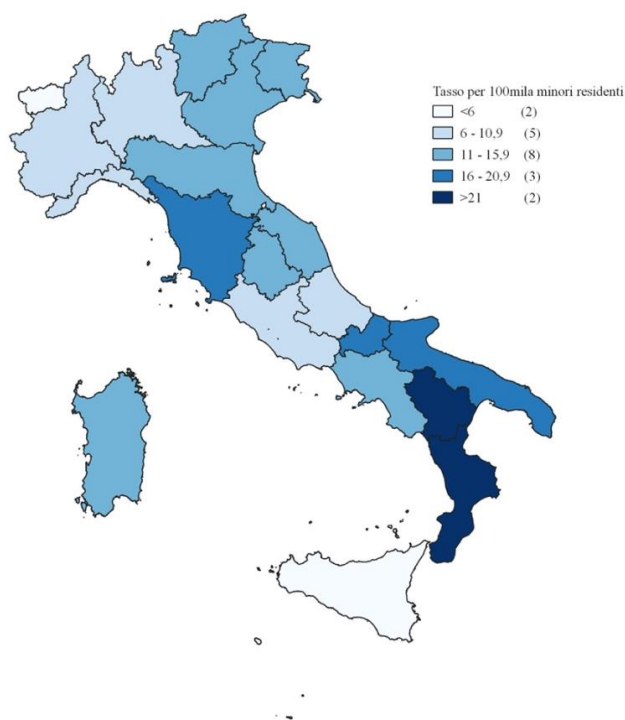 Tasso per 100mila minori residenti
<6 (2)
6 - 10,9 (5)
11 - 15,9 (8)
16 - 20,9 (3)
>21 (2)